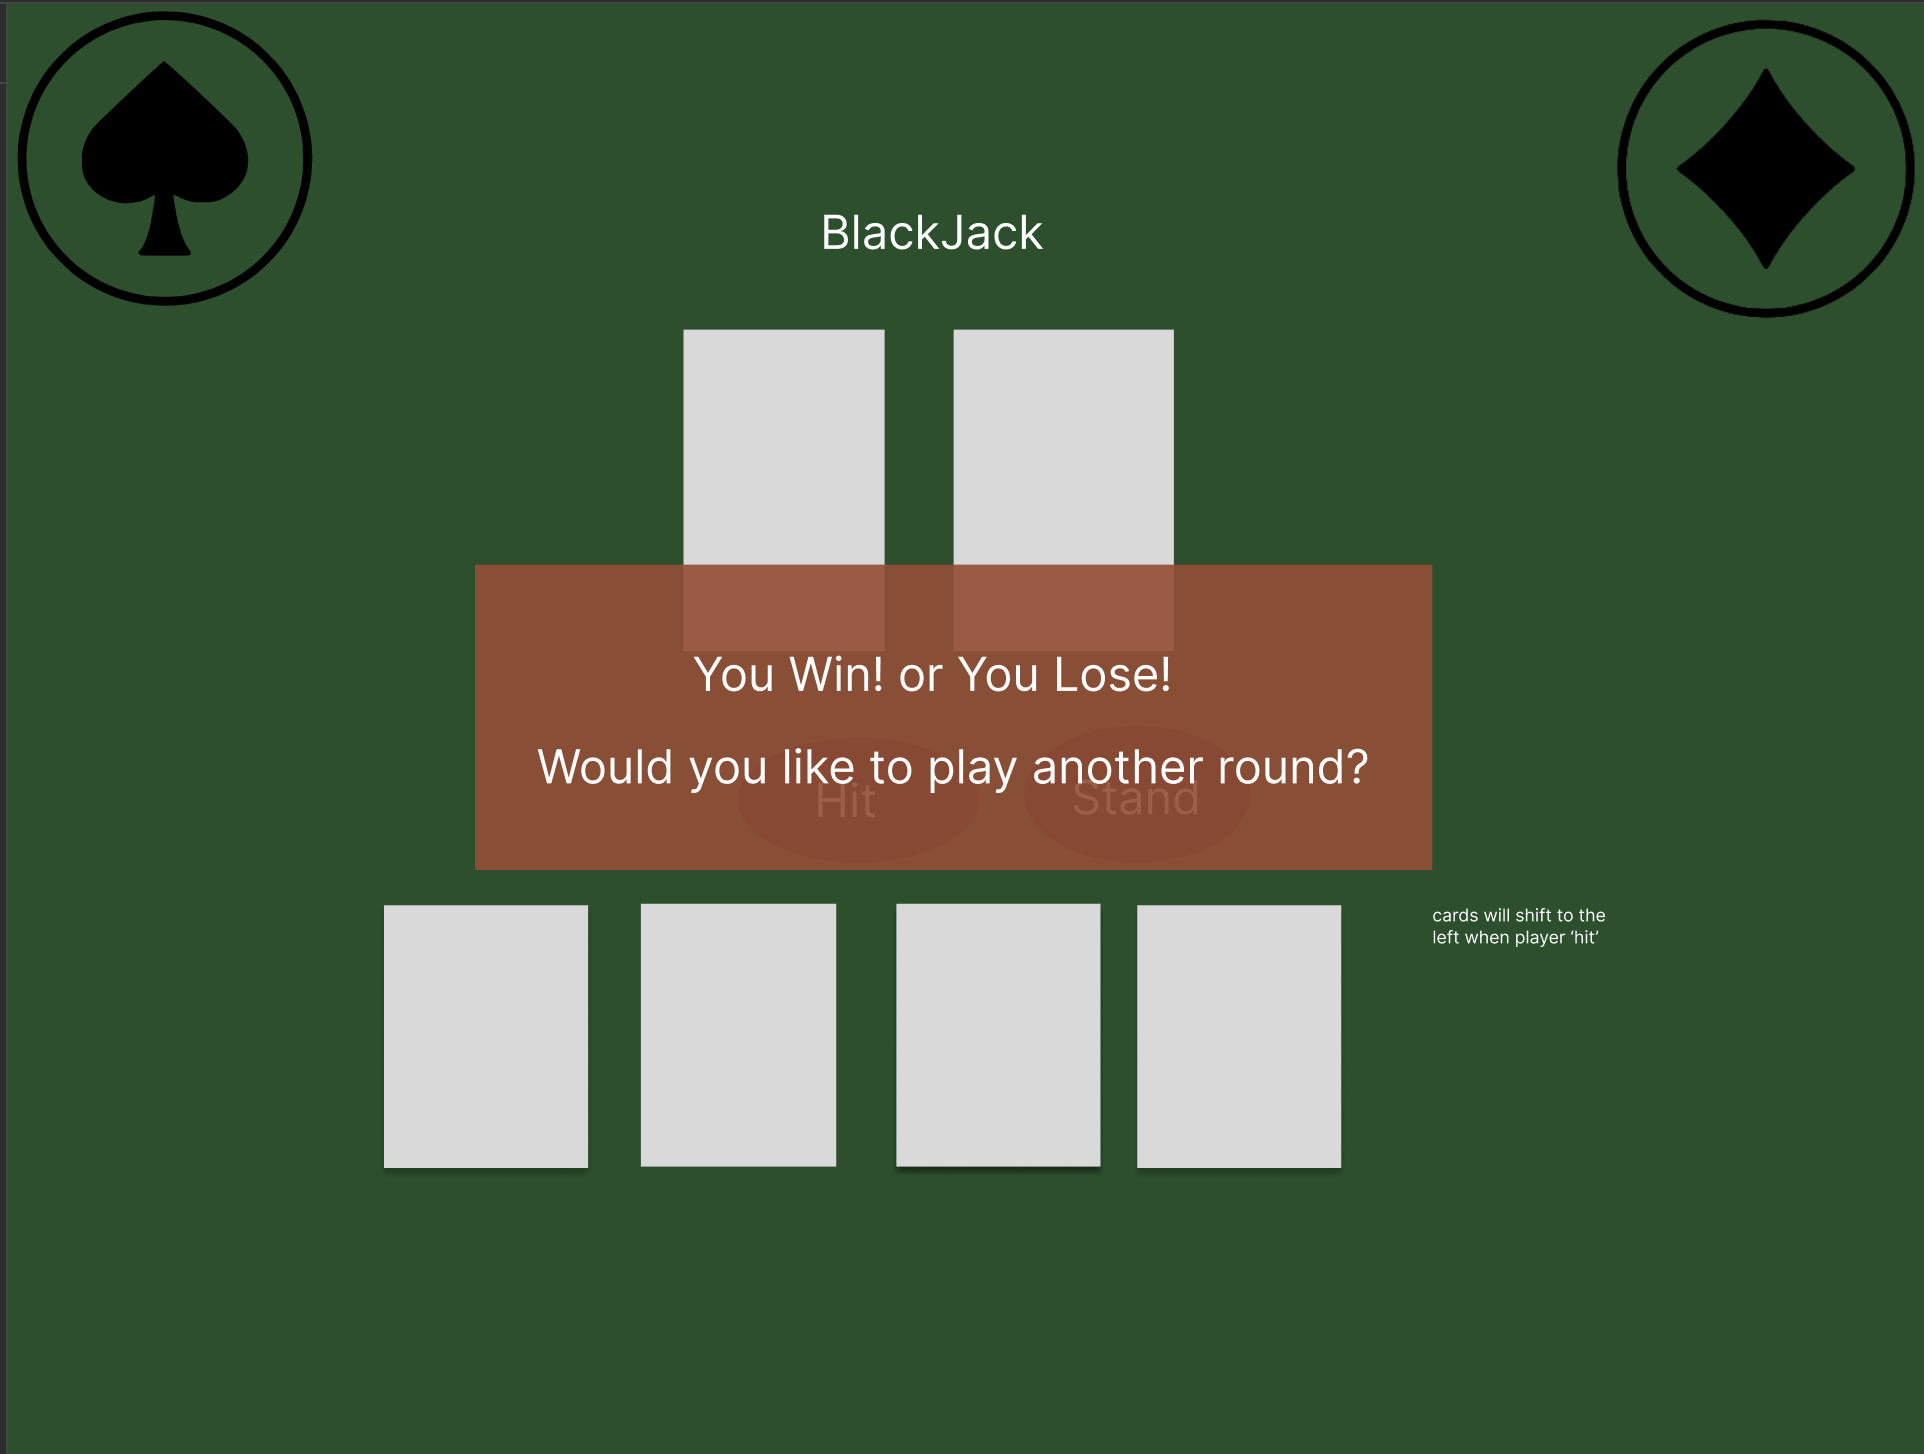 BlackJack
You Win! or You Lose!
Would you like to play another round?
Hit
Stand
cards will shift to the
left when player ‘hit’